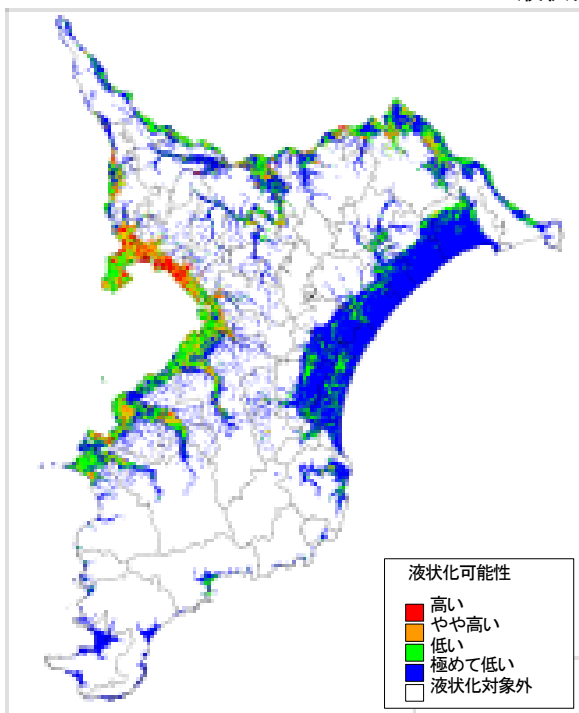 液状化可能性
高い
やや高い
低い
極めて低い
液状化対象外